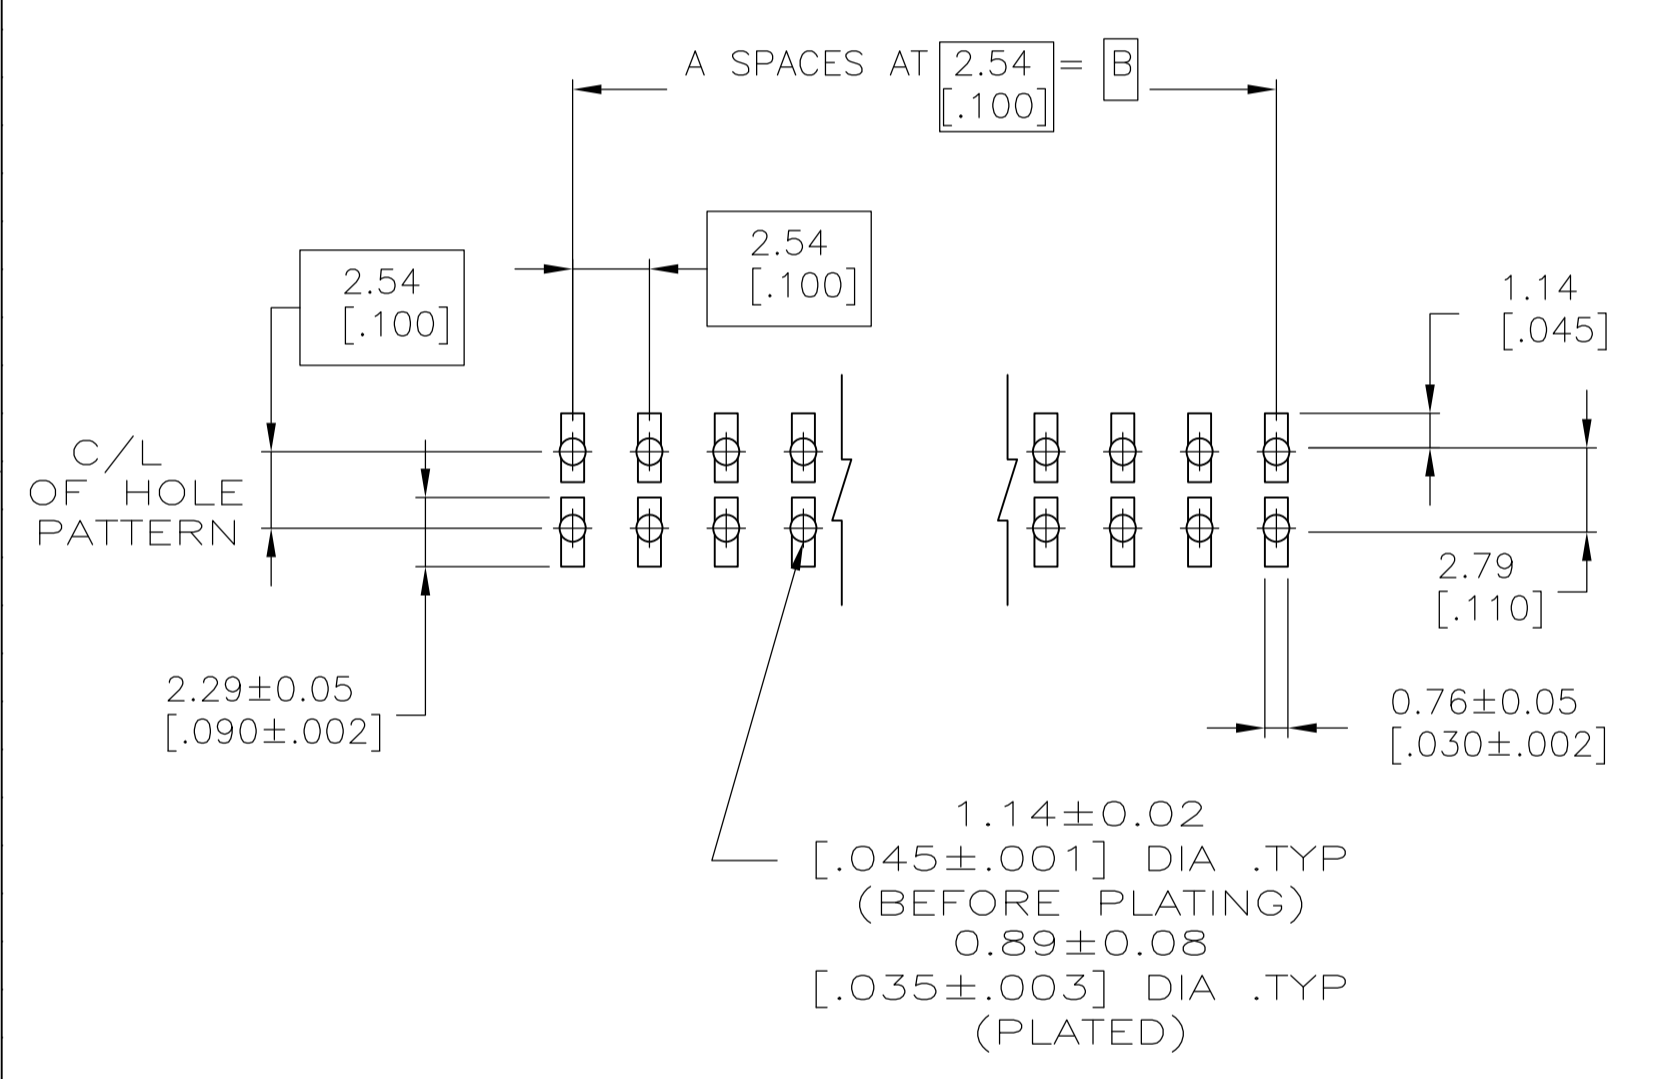 A SPACES AT 2.54 = B
[.100]
2.54
[.100]
2.54
[.100]
1.14
[.045]
C/L
OF HOLE
PATTERN
2.79
[.110]
2.29±0.05
[.090±.002]
0.76±0.05
[.030±.002]
1.14±0.02
[.045±.001] DIA .TYP
(BEFORE PLATING)
0.89±0.08
[.035±.003] DIA .TYP
(PLATED)